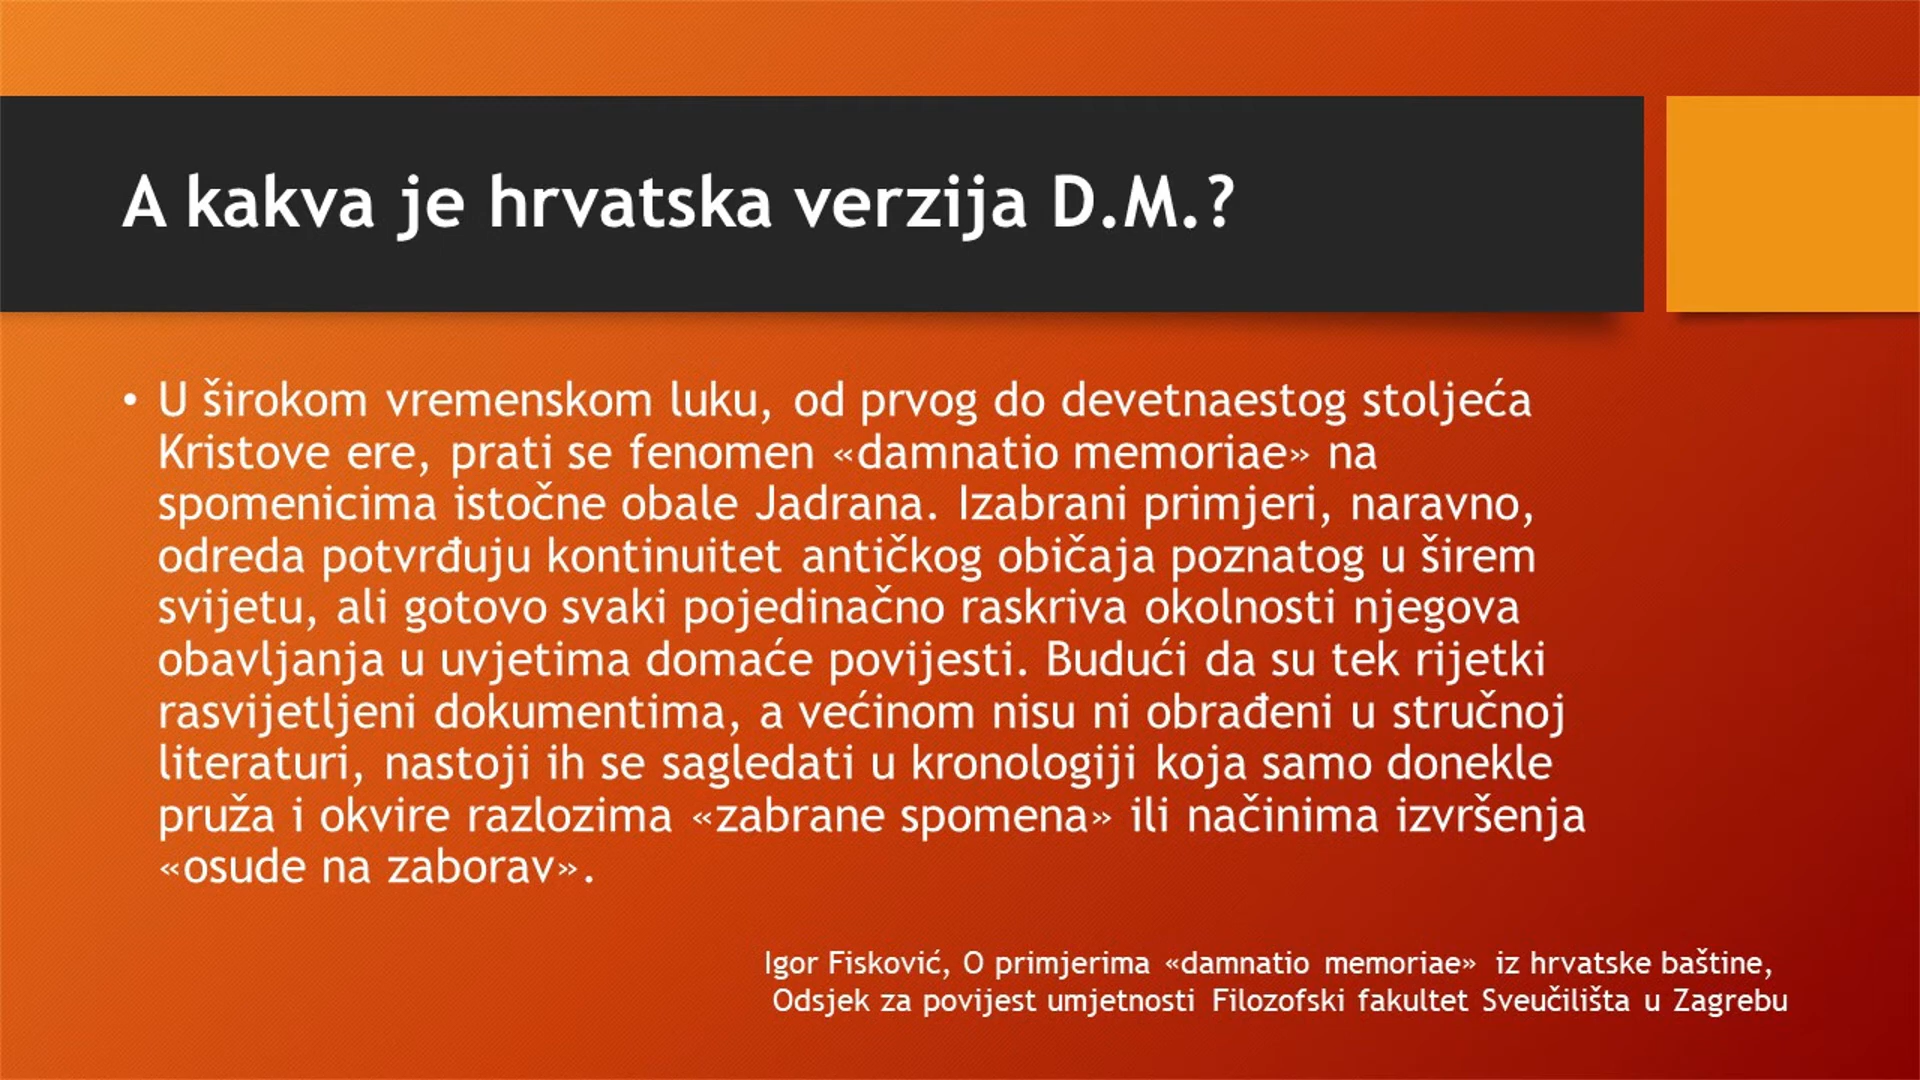 A kakva je hrvatska verzija D.M.?
• U širokom vremenskom luku, od prvog do devetnaestog stoljeća
Kristove ere, prati se fenomen «damnatio memoriae» na
spomenicima istočne obale Jadrana. Izabrani primjeri, naravno,
odreda potvrđuju kontinuitet antičkog običaja poznatog u širem
svijetu, ali gotovo svaki pojedinačno raskriva okolnosti njegova
obavljanja u uvjetima domaće povijesti. Budući da su tek rijetki
rasvijetljeni dokumentima, a većinom nisu ni obrađeni u stručnoj
literaturi, nastoji ih se sagledati u kronologiji koja samo donekle
pruža i okvire razlozima «zabrane spomena» ili načinima izvršenja
«osude na zaborav».
Igor Fisković, O primjerima «damnatio memoriae» iz hrvatske baštine,
Odsjek za povijest umjetnosti Filozofski fakultet Sveučilišta u Zagrebu